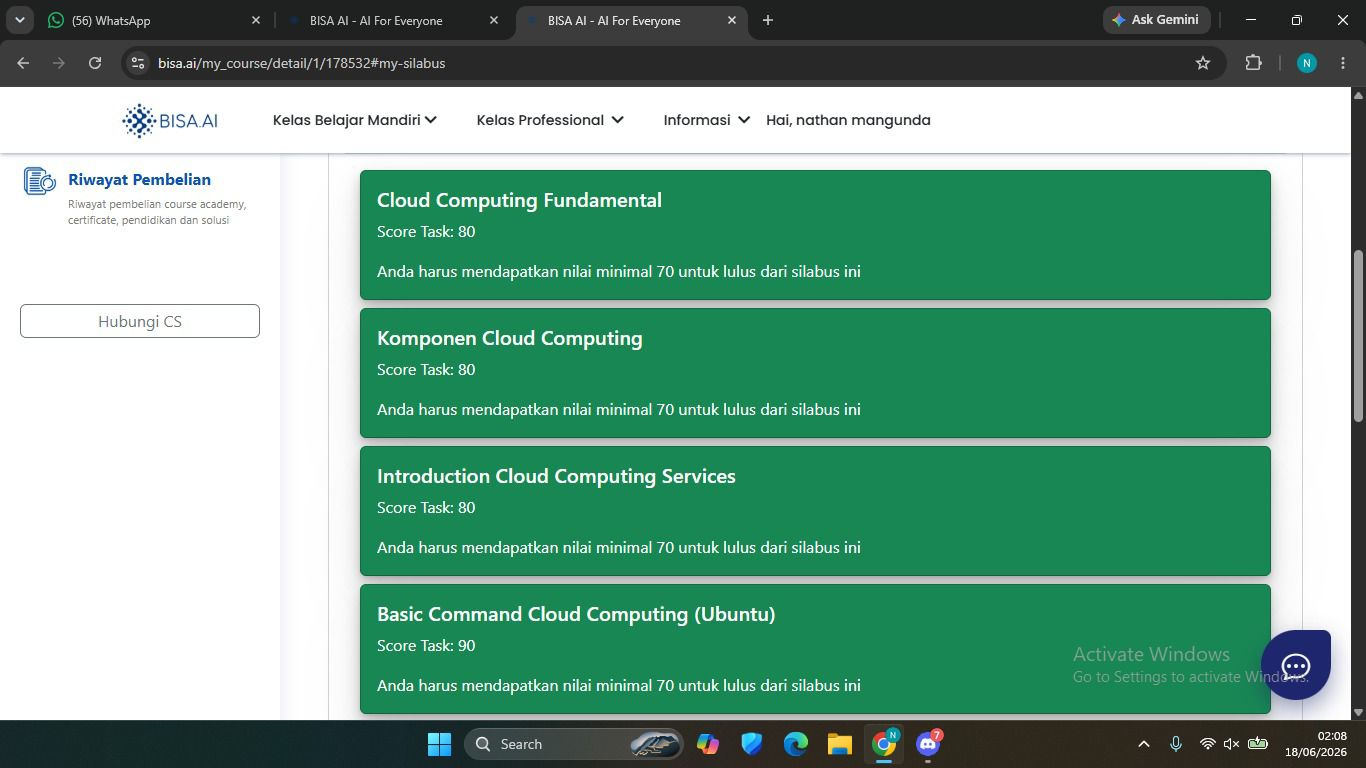 (56) WhatsApp
BISA AI - AI For Everyone
BISA AI - AI For Everyone
Ask Gemini
bisa.ai/my_course/detail/1/178532#my-silabus
N
BISA.AI
Kelas Belajar Mandiri
Kelas Professional
Informasi
Hai, nathan mangunda
Riwayat Pembelian
Riwayat pembelian course academy,
certificate, pendidikan dan solusi
Hubungi CS
Cloud Computing Fundamental
Score Task: 80
Anda harus mendapatkan nilai minimal 70 untuk lulus dari silabus ini
Komponen Cloud Computing
Score Task: 80
Anda harus mendapatkan nilai minimal 70 untuk lulus dari silabus ini
Introduction Cloud Computing Services
Score Task: 80
Anda harus mendapatkan nilai minimal 70 untuk lulus dari silabus ini
Basic Command Cloud Computing (Ubuntu)
Score Task: 90
Anda harus mendapatkan nilai minimal 70 untuk lulus dari silabus ini
Activate Windows
Go to Settings to activate Windows.
Search
N
7
02:08
18/06/2026